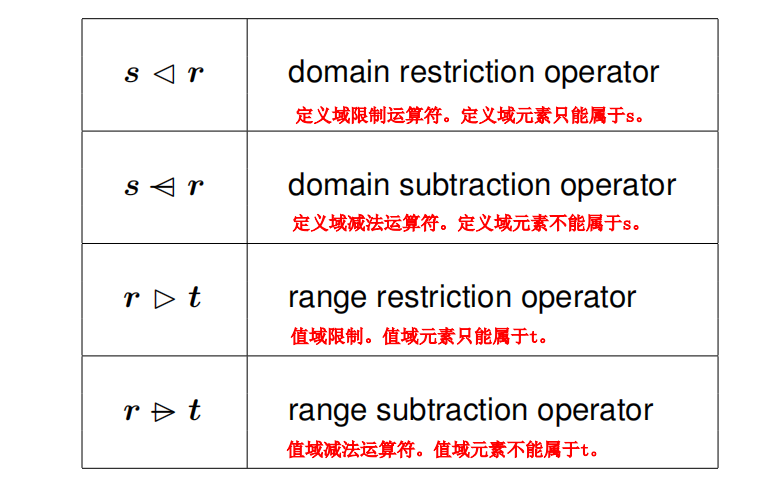 s ◁ r domain restriction operator
定义域限制运算符。定义域元素只能属于s。
s ⩤ r domain subtraction operator
定义域减法运算符。定义域元素不能属于s。
r ▷ t range restriction operator
值域限制。值域元素只能属于t。
r ⩥ t range subtraction operator
值域减法运算符。值域元素不能属于t。